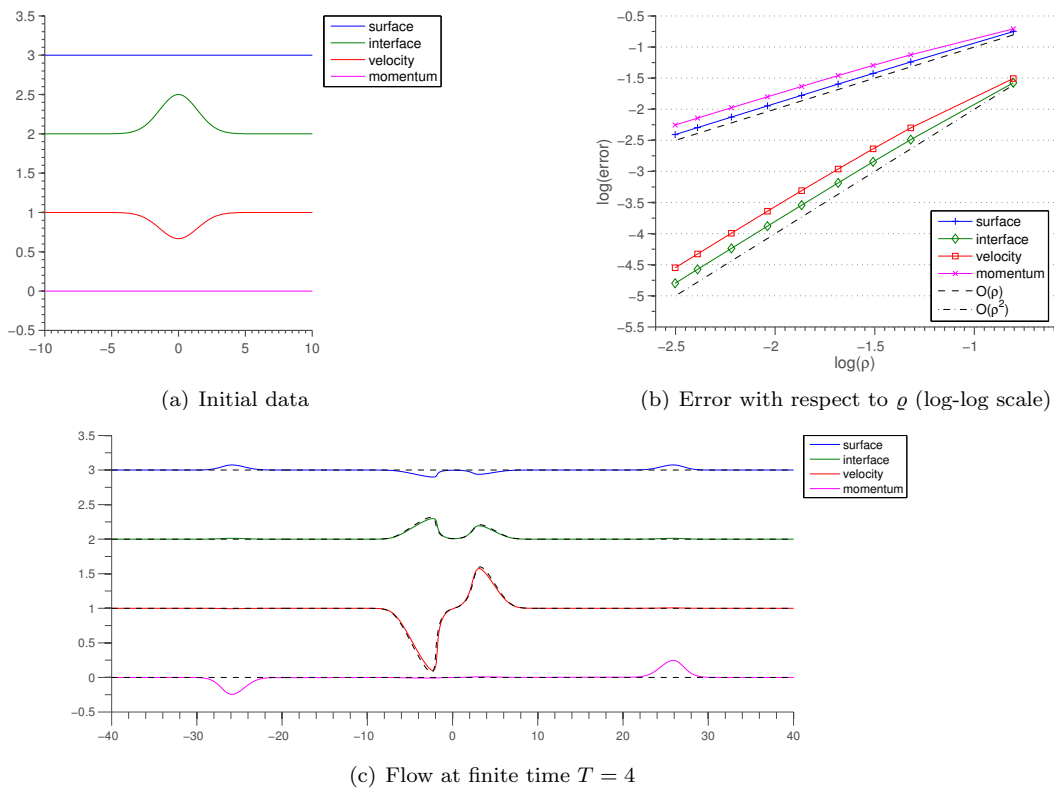 3.5
3
2.5
2
1.5
1
0.5
0
−0.5
−10
−5
0
5
10
surface
interface
velocity
momentum
(a) Initial data
−0.5
−1
−1.5
−2
−2.5
−3
−3.5
−4
−4.5
−5
−5.5
log(error)
−2.5
−2
−1.5
−1
log(ρ)
surface
interface
velocity
momentum
O(ρ)
O(ρ²)
(b) Error with respect to ϱ (log-log scale)
3.5
3
2.5
2
1.5
1
0.5
0
−0.5
−40
−30
−20
−10
0
10
20
30
40
surface
interface
velocity
momentum
(c) Flow at finite time T = 4